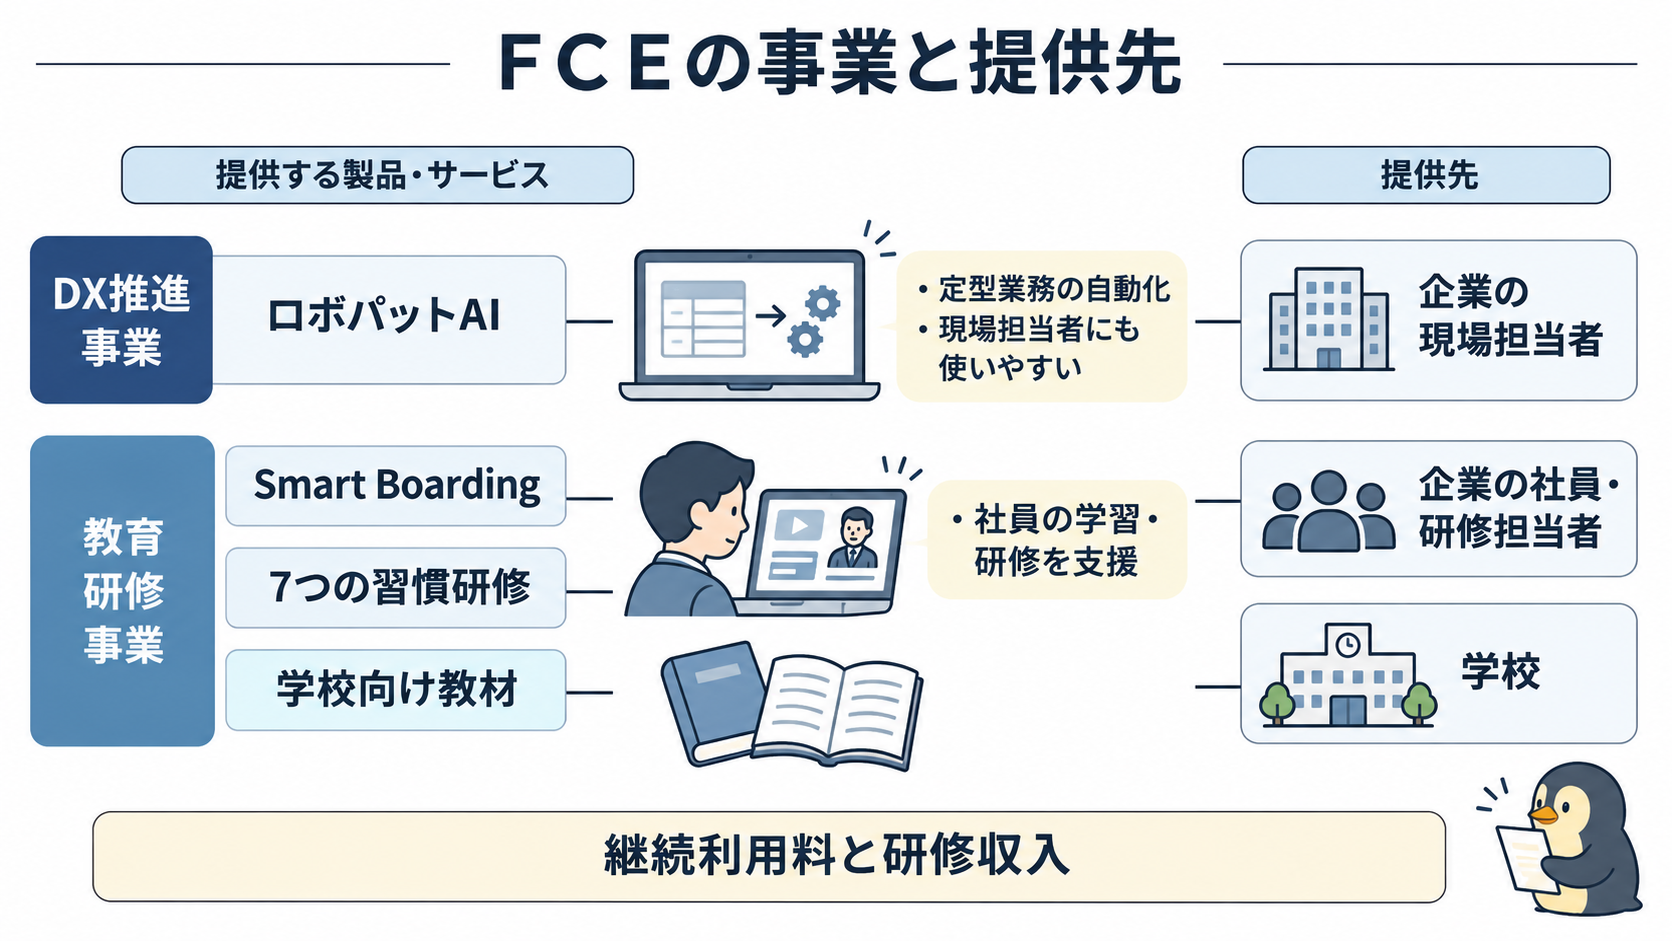 FCEの事業と提供先
提供する製品・サービス
提供先
DX推進
事業
ロボパットAI
・定型業務の自動化
・現場担当者にも
使いやすい
企業の
現場担当者
教育
研修
事業
Smart Boarding
7つの習慣研修
学校向け教材
・社員の学習・
研修を支援
企業の社員・
研修担当者
学校
継続利用料と研修収入